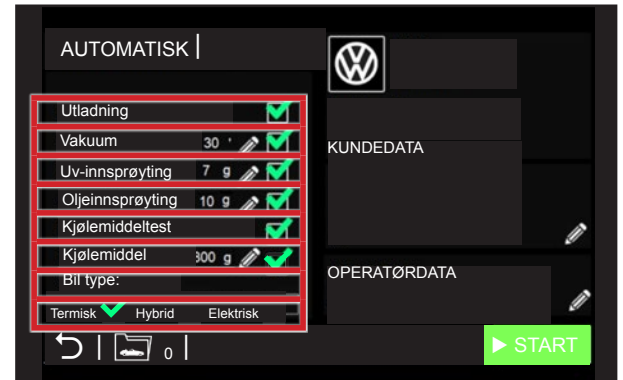 AUTOMATISK
Utladning
Vakuum 30 '
Uv-innsprøyting 7 g
Oljeinnsprøyting 10 g
Kjølemiddeltest
Kjølemiddel 300 g
Bil type:
Termisk Hybrid Elektrisk
KUNDEDATA
OPERATØRDATA
0
START